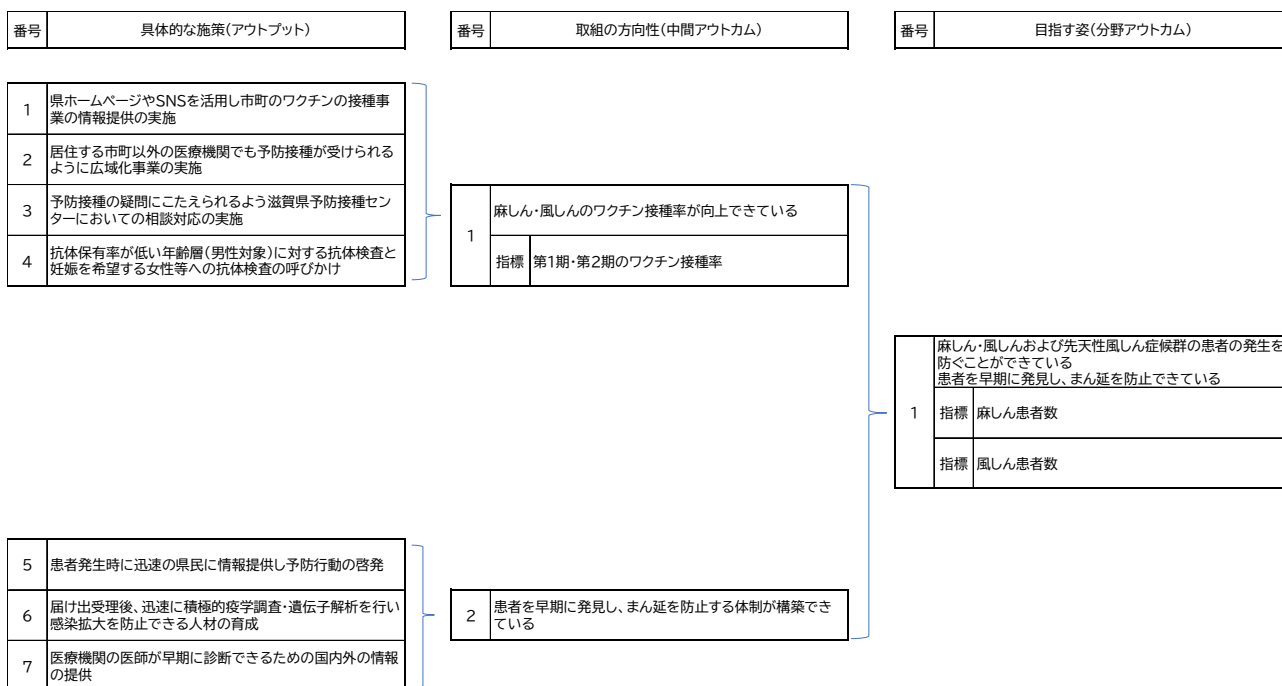 番号
具体的な施策(アウトプット)
番号
取組の方向性(中間アウトカム)
番号
目指す姿(分野アウトカム)
1
県ホームページやSNSを活用し市町のワクチンの接種事
業の情報提供の実施
2
居住する市町以外の医療機関でも予防接種が受けられる
ように広域化事業の実施
3
予防接種の疑問にこたえられるよう滋賀県予防接種セン
ターにおいての相談対応の実施
4
抗体保有率が低い年齢層(男性対象)に対する抗体検査と
妊娠を希望する女性等への抗体検査の呼びかけ
1
麻しん・風しんのワクチン接種率が向上できている
指標
第1期・第2期のワクチン接種率
1
麻しん・風しんおよび先天性風しん症候群の患者の発生を
防ぐことができている
患者を早期に発見し、まん延を防止できている
指標
麻しん患者数
指標
風しん患者数
5
患者発生時に迅速の県民に情報提供し予防行動の啓発
6
届け出受理後、迅速に積極的疫学調査・遺伝子解析を行い
感染拡大を防止できる人材の育成
7
医療機関の医師が早期に診断できるための国内外の情報
の提供
2
患者を早期に発見し、まん延を防止する体制が構築でき
ている